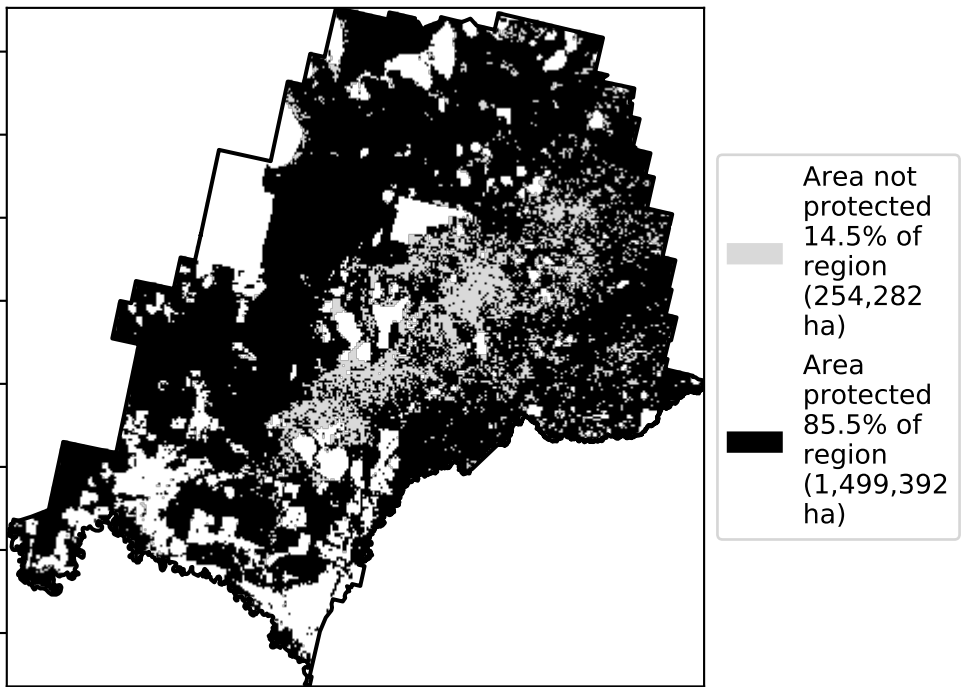 Area not
protected
14.5% of
region
(254,282
ha)
Area
protected
85.5% of
region
(1,499,392
ha)